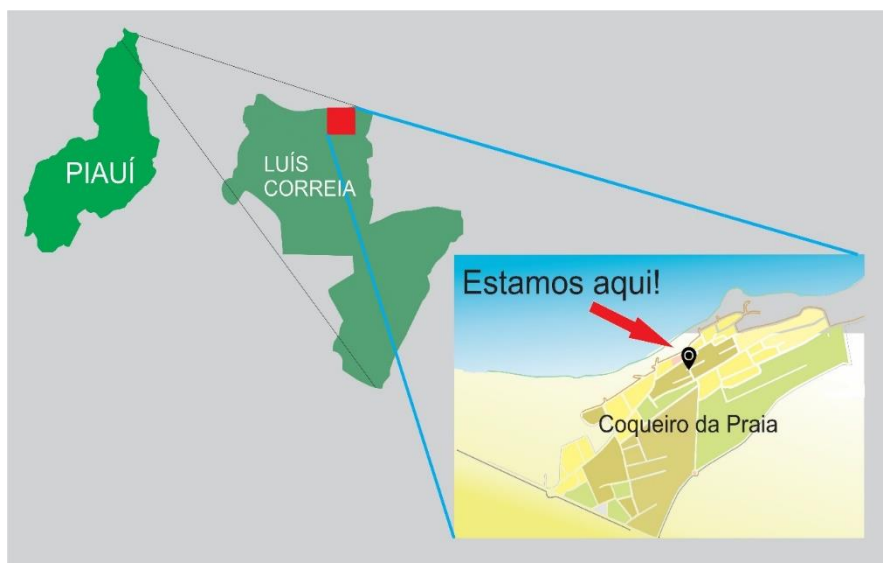 PIAUÍ
LUÍS
CORREIA
Estamos aqui!
Coqueiro da Praia